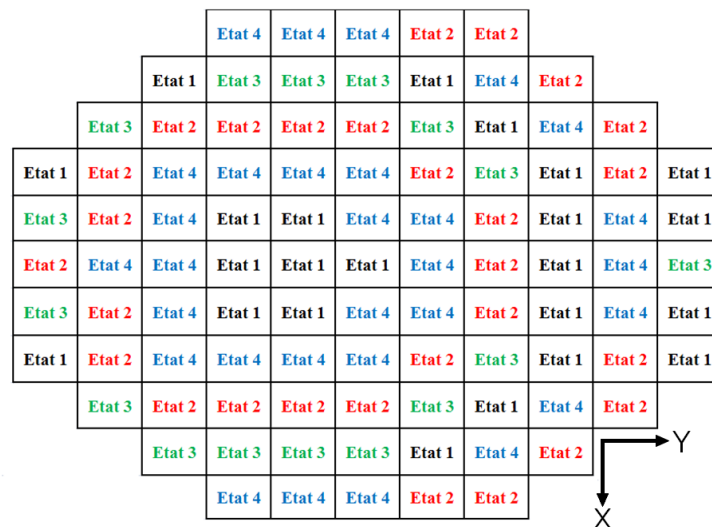 Etat 4 Etat 4 Etat 4 Etat 2 Etat 2
Etat 1 Etat 3 Etat 3 Etat 3 Etat 1 Etat 4 Etat 2
Etat 3 Etat 2 Etat 2 Etat 2 Etat 2 Etat 3 Etat 1 Etat 4 Etat 2
Etat 1 Etat 2 Etat 4 Etat 4 Etat 4 Etat 4 Etat 2 Etat 3 Etat 1 Etat 2 Etat 1
Etat 3 Etat 2 Etat 4 Etat 1 Etat 1 Etat 4 Etat 4 Etat 2 Etat 1 Etat 4 Etat 1
Etat 2 Etat 4 Etat 4 Etat 1 Etat 1 Etat 1 Etat 4 Etat 2 Etat 1 Etat 4 Etat 3
Etat 3 Etat 2 Etat 4 Etat 1 Etat 1 Etat 4 Etat 4 Etat 2 Etat 1 Etat 4 Etat 1
Etat 1 Etat 2 Etat 4 Etat 4 Etat 4 Etat 4 Etat 2 Etat 3 Etat 1 Etat 2 Etat 1
Etat 3 Etat 2 Etat 2 Etat 2 Etat 2 Etat 3 Etat 1 Etat 4 Etat 2
Etat 3 Etat 3 Etat 3 Etat 3 Etat 1 Etat 4 Etat 2
Y
Etat 4 Etat 4 Etat 4 Etat 2 Etat 2
X